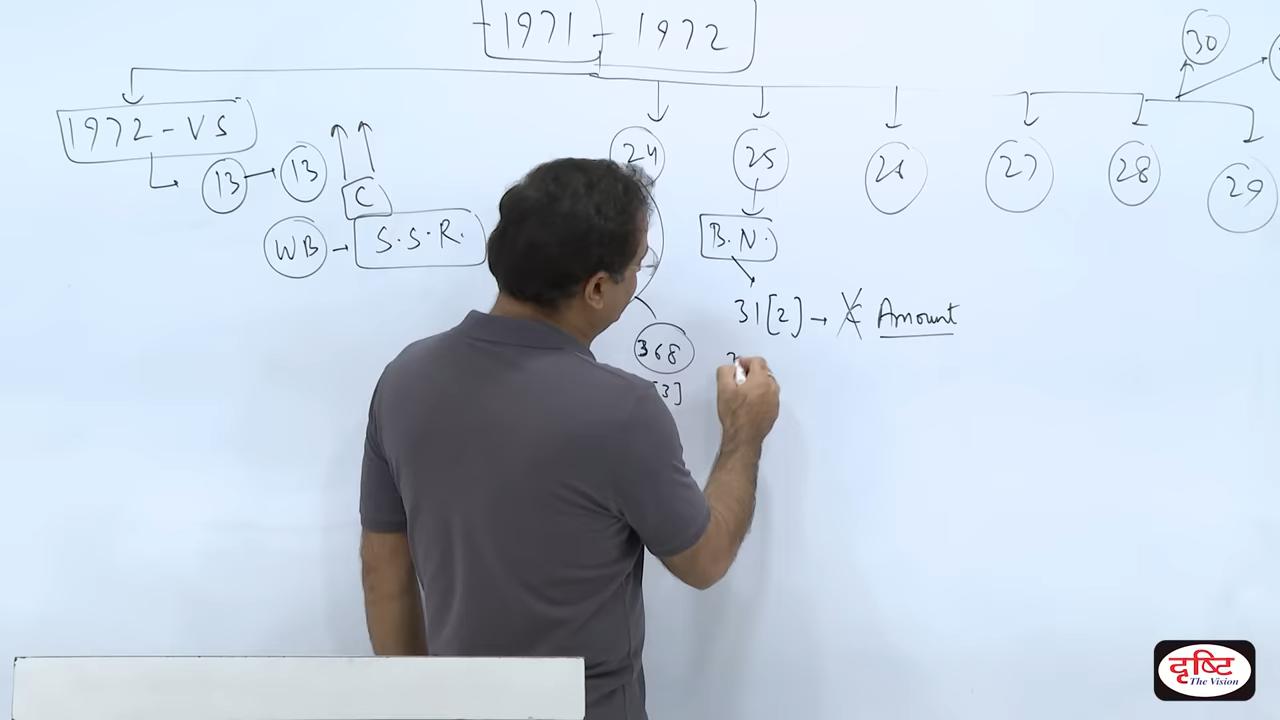 1971 - 1972
30
1972 - VS
24
25
26
27
28
29
13
13
C
WB - S.S.R.
B.N.
31[2] → C Amount
368
[3]
दृष्टि
The Vision